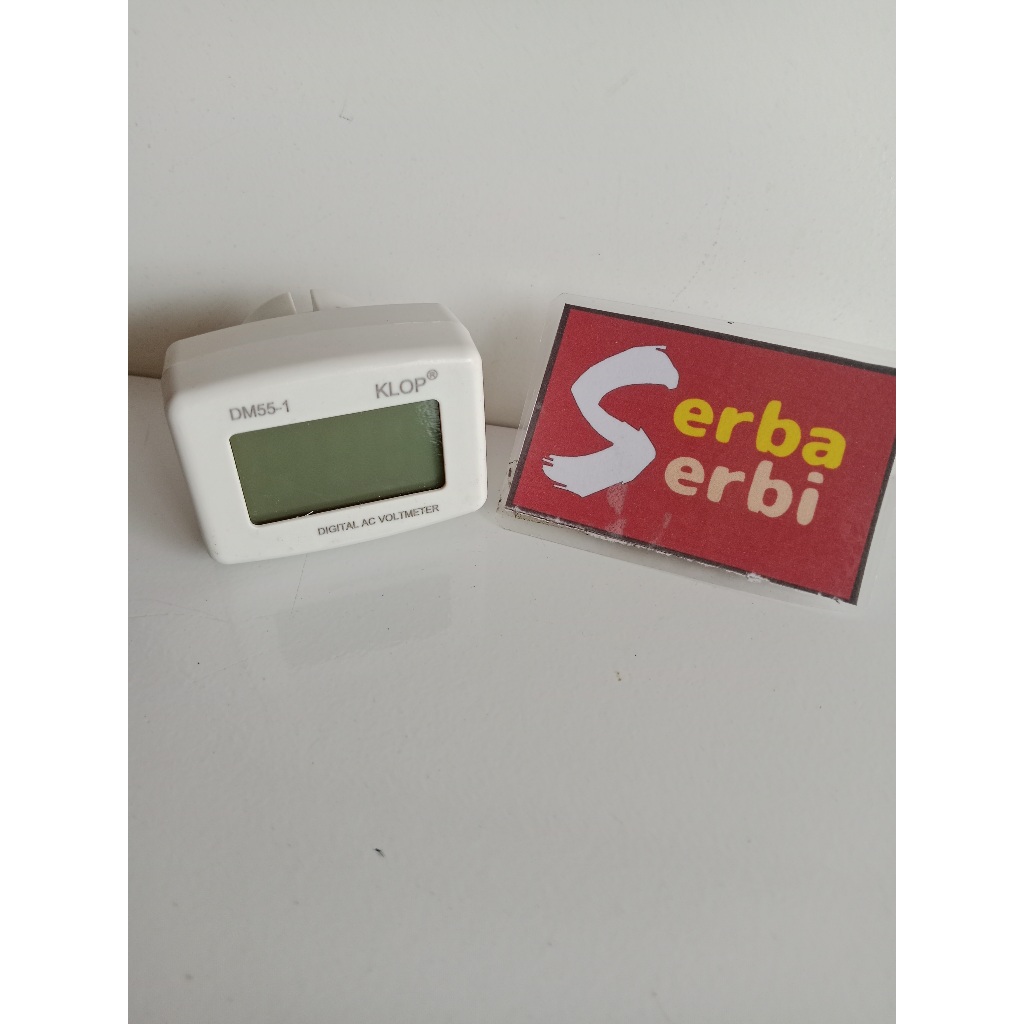 DM55-1
KLOP®
DIGITAL AC VOLTMETER
Serba
Serbi